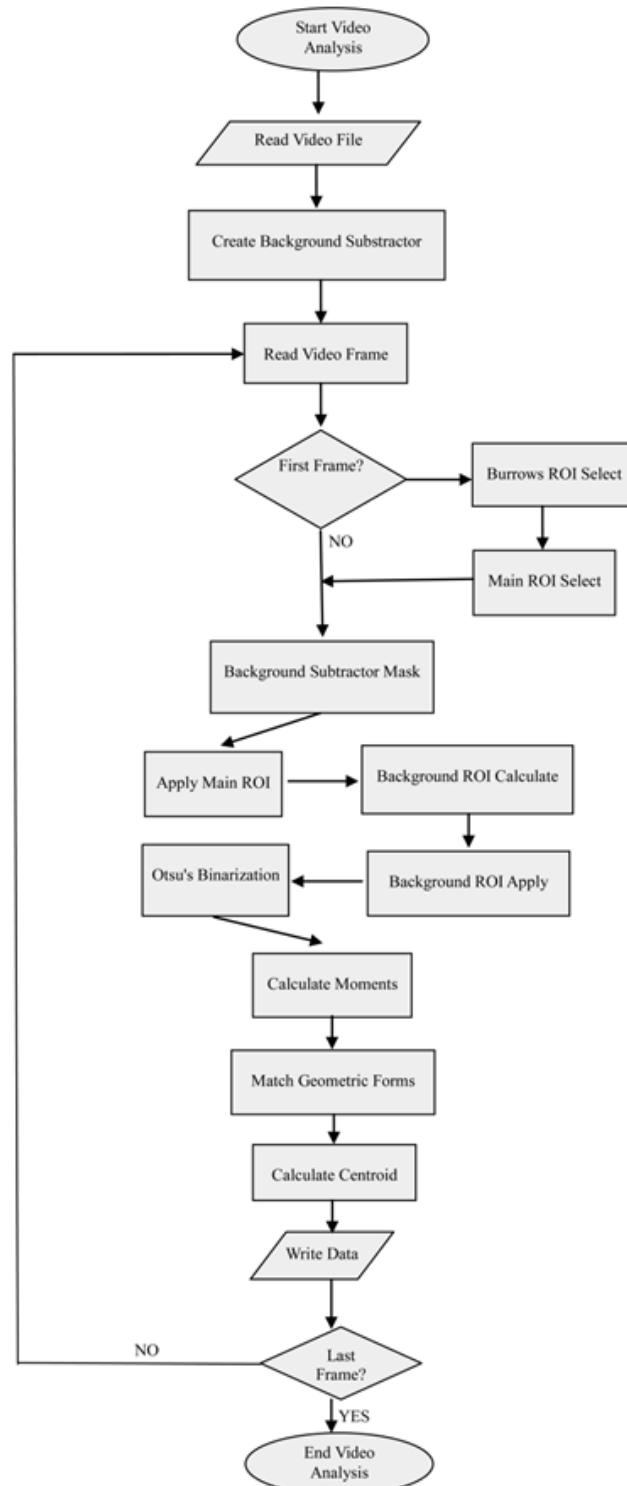 Start Video
Analysis
Read Video File
Create Background Substractor
Read Video Frame
First Frame?
Burrows ROI Select
NO
Main ROI Select
Background Subtractor Mask
Apply Main ROI
Background ROI Calculate
Otsu's Binarization
Background ROI Apply
Calculate Moments
Match Geometric Forms
Calculate Centroid
Write Data
NO
Last
Frame?
YES
End Video
Analysis